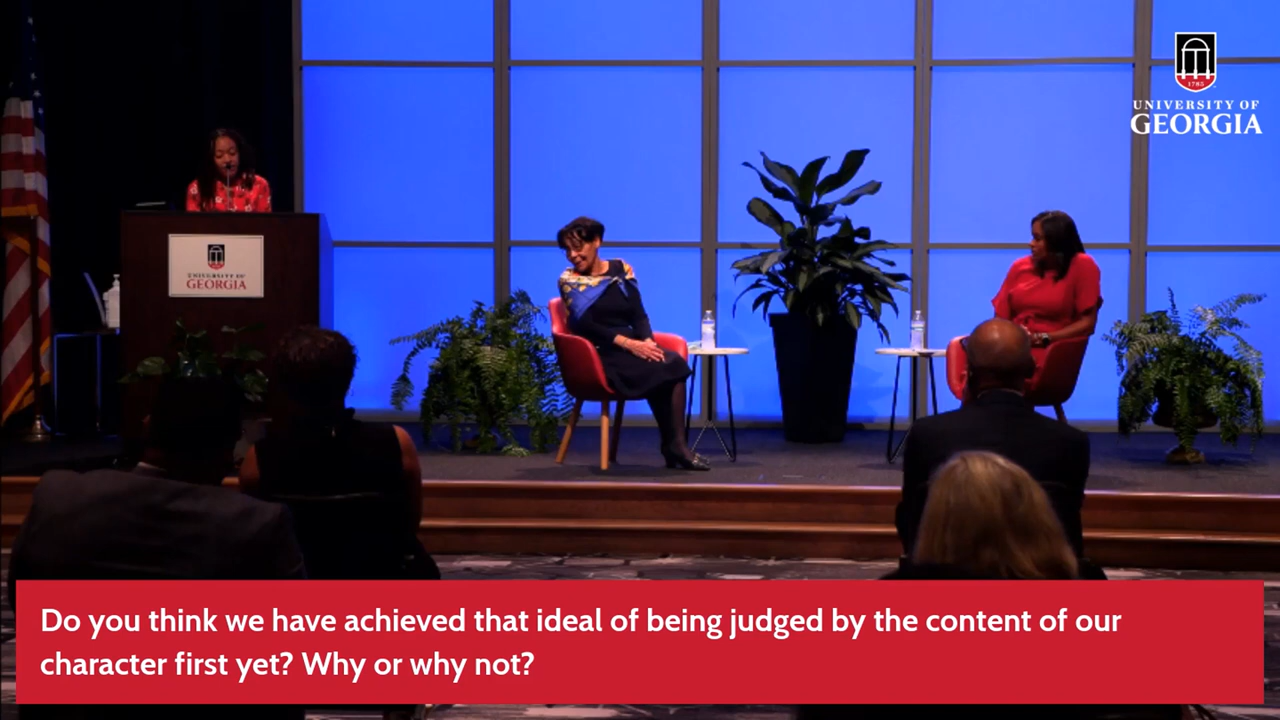 1785
UNIVERSITY OF
GEORGIA
UNIVERSITY OF
GEORGIA
Do you think we have achieved that ideal of being judged by the content of our
character first yet? Why or why not?